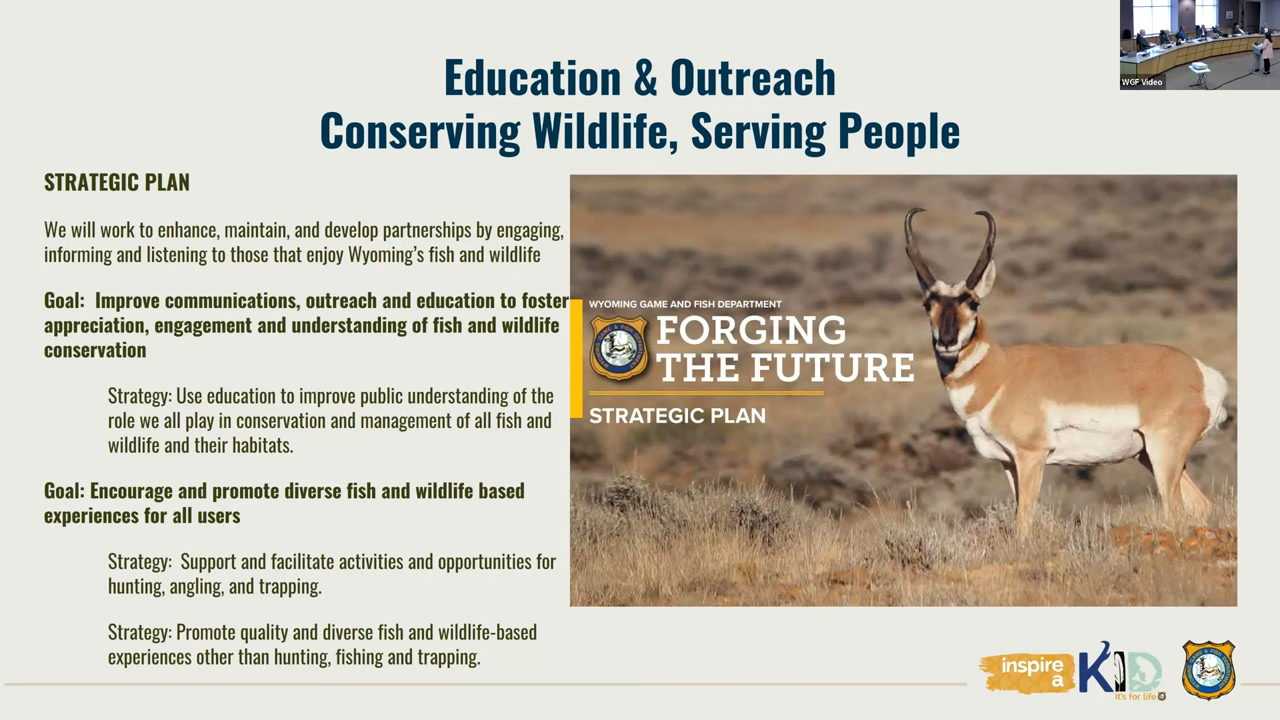 WGF Video
Education & Outreach
Conserving Wildlife, Serving People
STRATEGIC PLAN
We will work to enhance, maintain, and develop partnerships by engaging,
informing and listening to those that enjoy Wyoming’s fish and wildlife
Goal: Improve communications, outreach and education to foster
appreciation, engagement and understanding of fish and wildlife
conservation
Strategy: Use education to improve public understanding of the
role we all play in conservation and management of all fish and
wildlife and their habitats.
Goal: Encourage and promote diverse fish and wildlife based
experiences for all users
Strategy: Support and facilitate activities and opportunities for
hunting, angling, and trapping.
Strategy: Promote quality and diverse fish and wildlife-based
experiences other than hunting, fishing and trapping.
WYOMING GAME AND FISH DEPARTMENT
FORGING
THE FUTURE
STRATEGIC PLAN
inspire
a
KID
it's for life